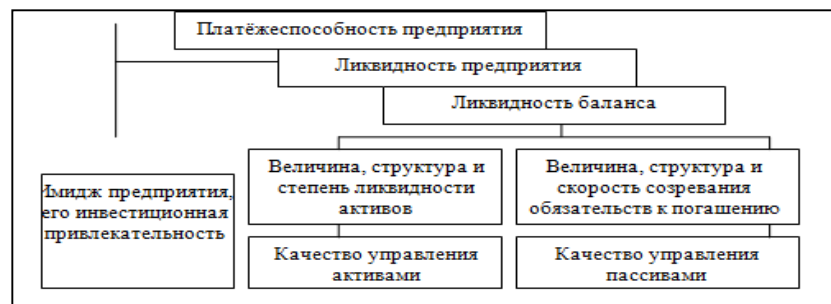 Платёжеспособность предприятия
Ликвидность предприятия
Ликвидность баланса
Имидж предприятия,
его инвестиционная
привлекательность
Величина, структура и
степень ликвидности
активов
Величина, структура и
скорость созревания
обязательств к погашению
Качество управления
активами
Качество управления
пассивами